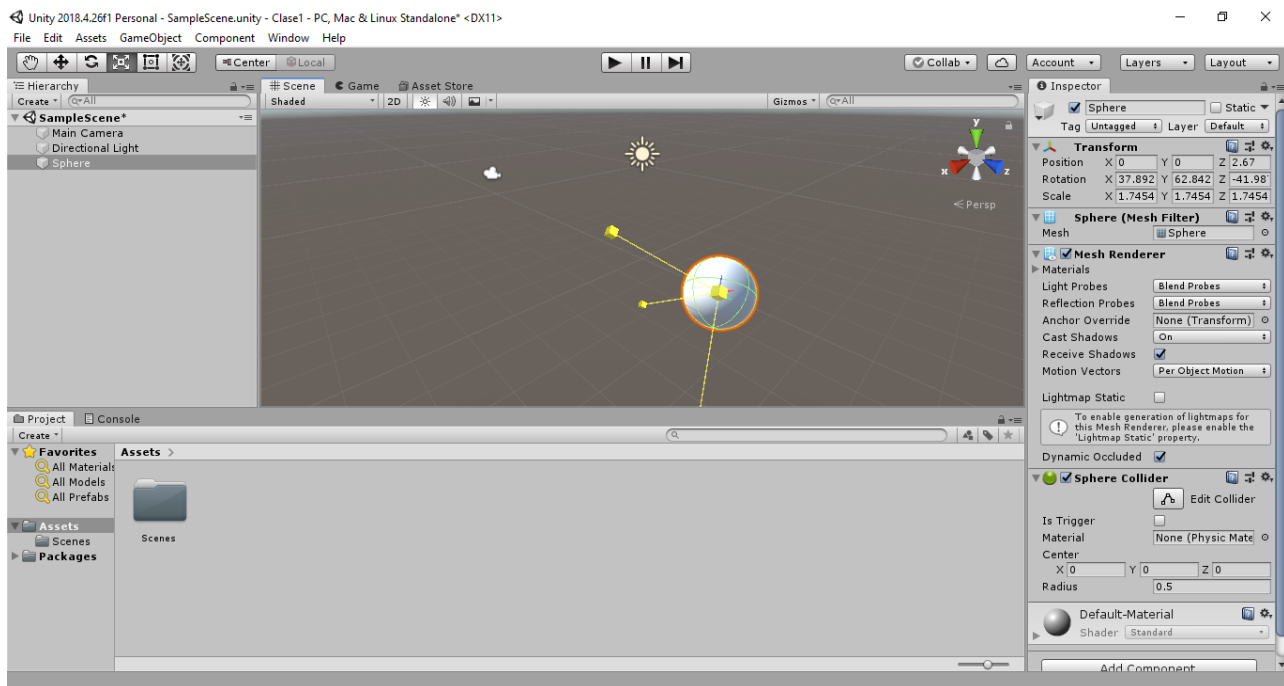 Unity 2018.4.26f1 Personal - SampleScene.unity - Clase1 - PC, Mac & Linux Standalone* <DX11>
File Edit Assets GameObject Component Window Help
Center Local Collab Account Layers Layout
Hierarchy
Create All
SampleScene*
Main Camera
Directional Light
Sphere
Scene Game Asset Store
Shaded 2D Gizmos All
y
x z
Persp
Inspector
Sphere Static
Tag Untagged Layer Default
Transform
Position X 0 Y 0 Z 2.67
Rotation X 37.892 Y 62.842 Z -41.98
Scale X 1.7454 Y 1.7454 Z 1.7454
Sphere (Mesh Filter)
Mesh Sphere
Mesh Renderer
Materials
Light Probes Blend Probes
Reflection Probes Blend Probes
Anchor Override None (Transform)
Cast Shadows On
Receive Shadows
Motion Vectors Per Object Motion
Lightmap Static
To enable generation of lightmaps for
this Mesh Renderer, please enable the
'Lightmap Static' property.
Dynamic Occluded
Sphere Collider
Edit Collider
Is Trigger
Material None (Physic Mate
Center
X 0 Y 0 Z 0
Radius 0.5
Default-Material
Shader Standard
Add Component
Project Console
Create
Favorites
All Materials
All Models
All Prefabs
Assets
Scenes
Packages
Assets >
Scenes